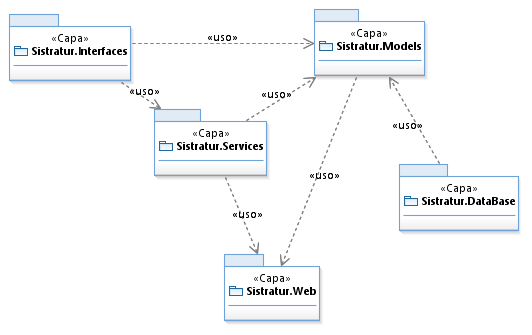 «Capa»
Sistratur.Interfaces
«uso»
«Capa»
Sistratur.Models
«uso»
«uso»
«Capa»
Sistratur.Services
«uso»
«uso»
«Capa»
Sistratur.DataBase
«uso»
«Capa»
Sistratur.Web